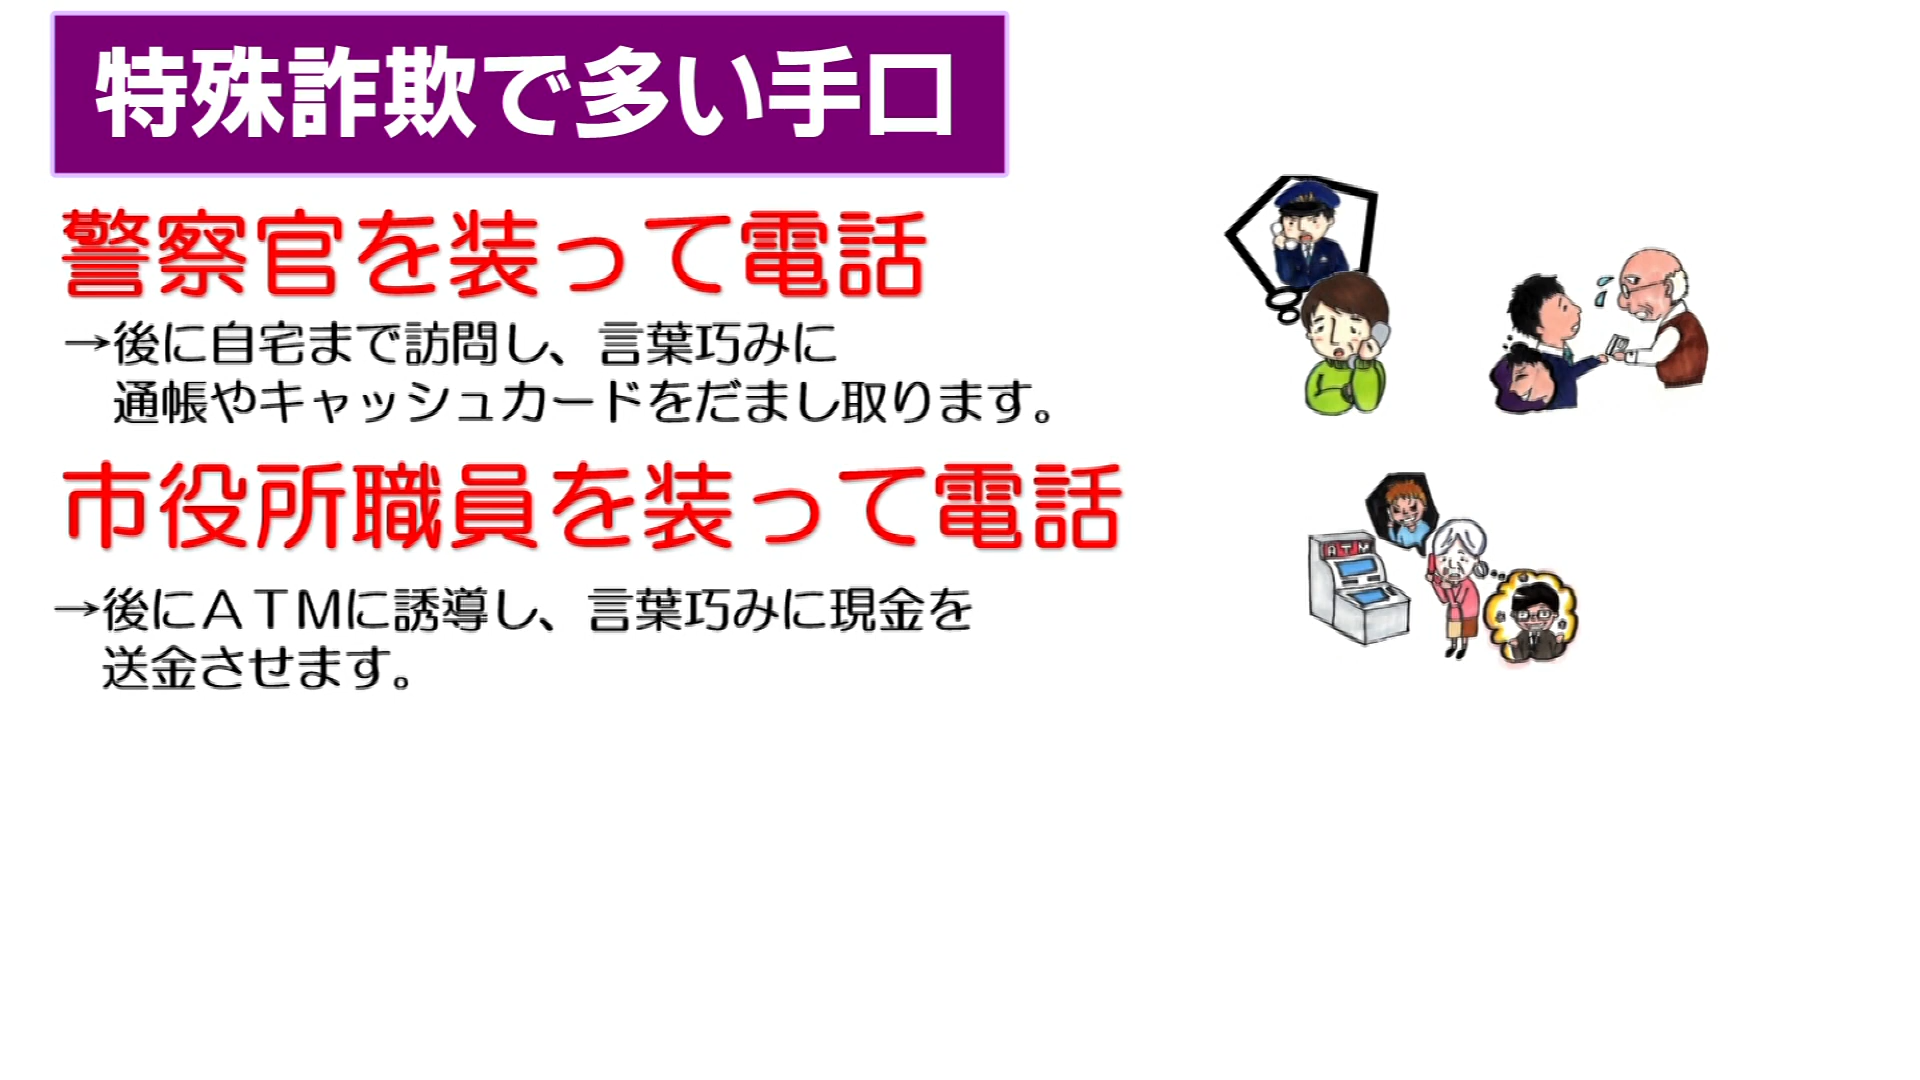 特殊詐欺で多い手口
警察官を装って電話
→後に自宅まで訪問し、言葉巧みに
通帳やキャッシュカードをだまし取ります。
市役所職員を装って電話
→後にＡＴＭに誘導し、言葉巧みに現金を
送金させます。
ATM